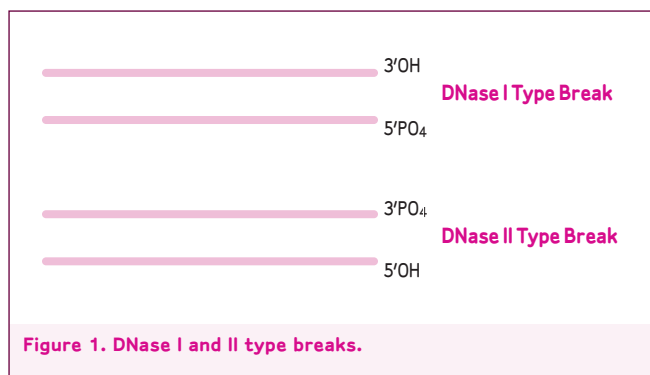 3'OH
DNase I Type Break
5'PO₄
3'PO₄
DNase II Type Break
5'OH
Figure 1. DNase I and II type breaks.